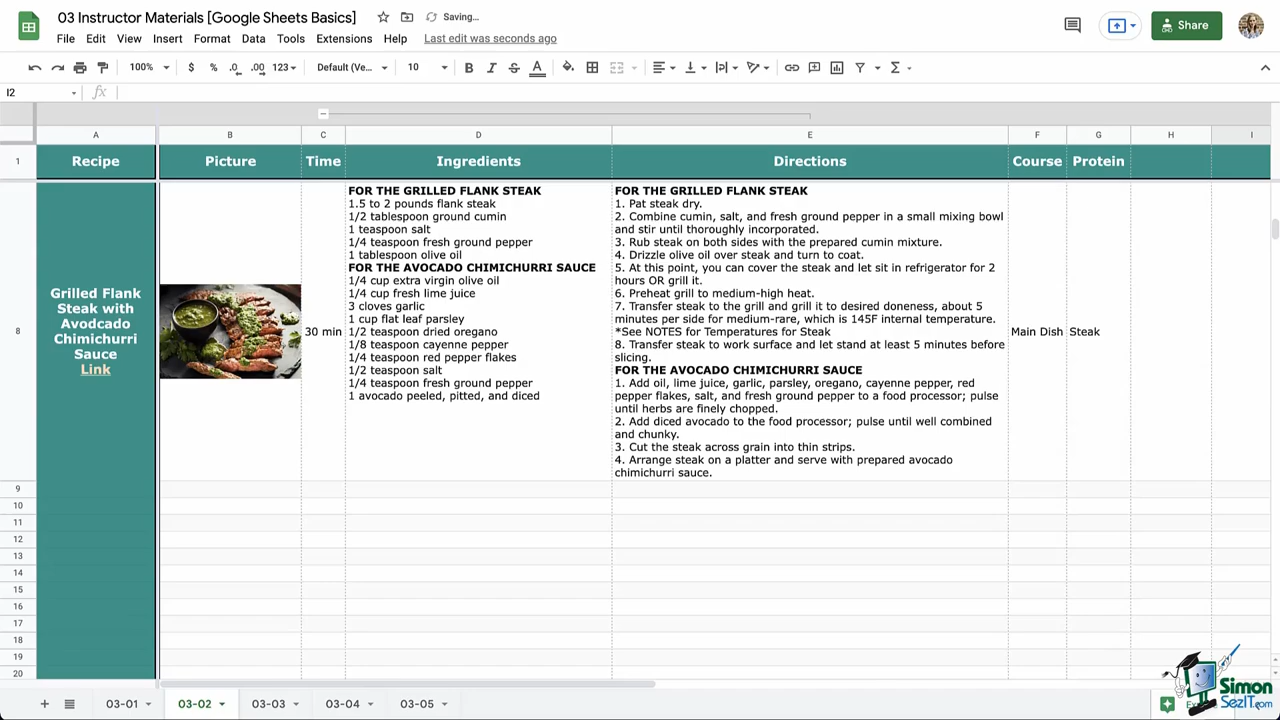 03 Instructor Materials [Google Sheets Basics]
Saving...
File Edit View Insert Format Data Tools Extensions Help Last edit was seconds ago
Share
100% $ % .0 .00 123 Default (Ve... 10 B I S A Σ
I2 fx
A B C D E F G H I
1 Recipe Picture Time Ingredients Directions Course Protein
8
Grilled Flank
Steak with
Avodcado
Chimichurri
Sauce
Link
30 min
FOR THE GRILLED FLANK STEAK
1.5 to 2 pounds flank steak
1/2 tablespoon ground cumin
1 teaspoon salt
1/4 teaspoon fresh ground pepper
1 tablespoon olive oil
FOR THE AVOCADO CHIMICHURRI SAUCE
1/4 cup extra virgin olive oil
1/4 cup fresh lime juice
3 cloves garlic
1 cup flat leaf parsley
1/2 teaspoon dried oregano
1/8 teaspoon cayenne pepper
1/4 teaspoon red pepper flakes
1/2 teaspoon salt
1/4 teaspoon fresh ground pepper
1 avocado peeled, pitted, and diced
FOR THE GRILLED FLANK STEAK
1. Pat steak dry.
2. Combine cumin, salt, and fresh ground pepper in a small mixing bowl
and stir until thoroughly incorporated.
3. Rub steak on both sides with the prepared cumin mixture.
4. Drizzle olive oil over steak and turn to coat.
5. At this point, you can cover the steak and let sit in refrigerator for 2
hours OR grill it.
6. Preheat grill to medium-high heat.
7. Transfer steak to the grill and grill it to desired doneness, about 5
minutes per side for medium-rare, which is 145F internal temperature.
*See NOTES for Temperatures for Steak
8. Transfer steak to work surface and let stand at least 5 minutes before
slicing.
FOR THE AVOCADO CHIMICHURRI SAUCE
1. Add oil, lime juice, garlic, parsley, oregano, cayenne pepper, red
pepper flakes, salt, and fresh ground pepper to a food processor; pulse
until herbs are finely chopped.
2. Add diced avocado to the food processor; pulse until well combined
and chunky.
3. Cut the steak across grain into thin strips.
4. Arrange steak on a platter and serve with prepared avocado
chimichurri sauce.
Main Dish
Steak
9
10
11
12
13
14
15
16
17
18
19
20
03-01 03-02 03-03 03-04 03-05
Simon
SezIT.com